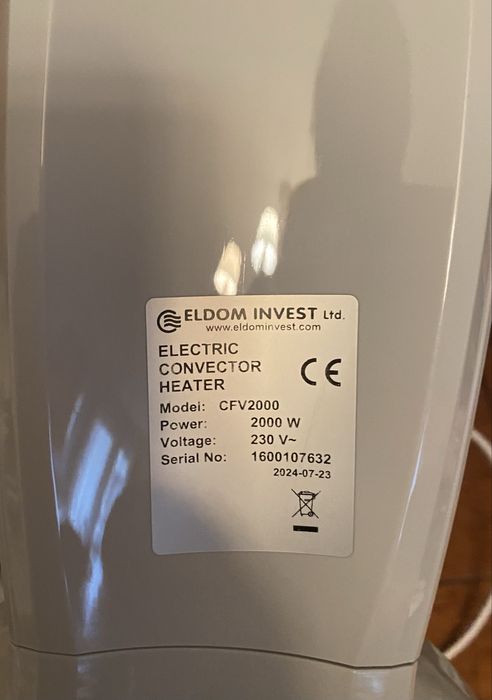 ELDOM INVEST Ltd.
www.eldominvest.com
ELECTRIC
CONVECTOR
HEATER
CE
Model: CFV2000
Power: 2000 W
Voltage: 230 V~
Serial No: 1600107632
2024-07-23